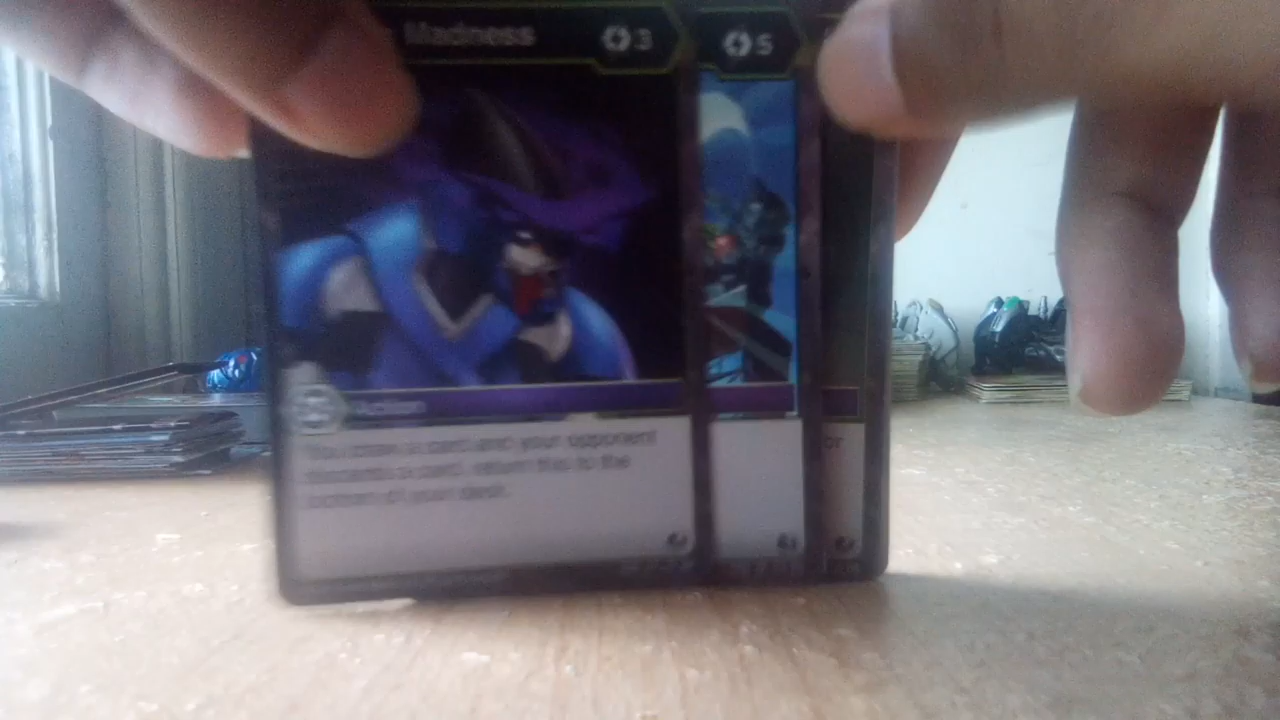 Madness 3
5
Action
You draw a card and your opponent
discards a card, return this to the
bottom of your deck.
or